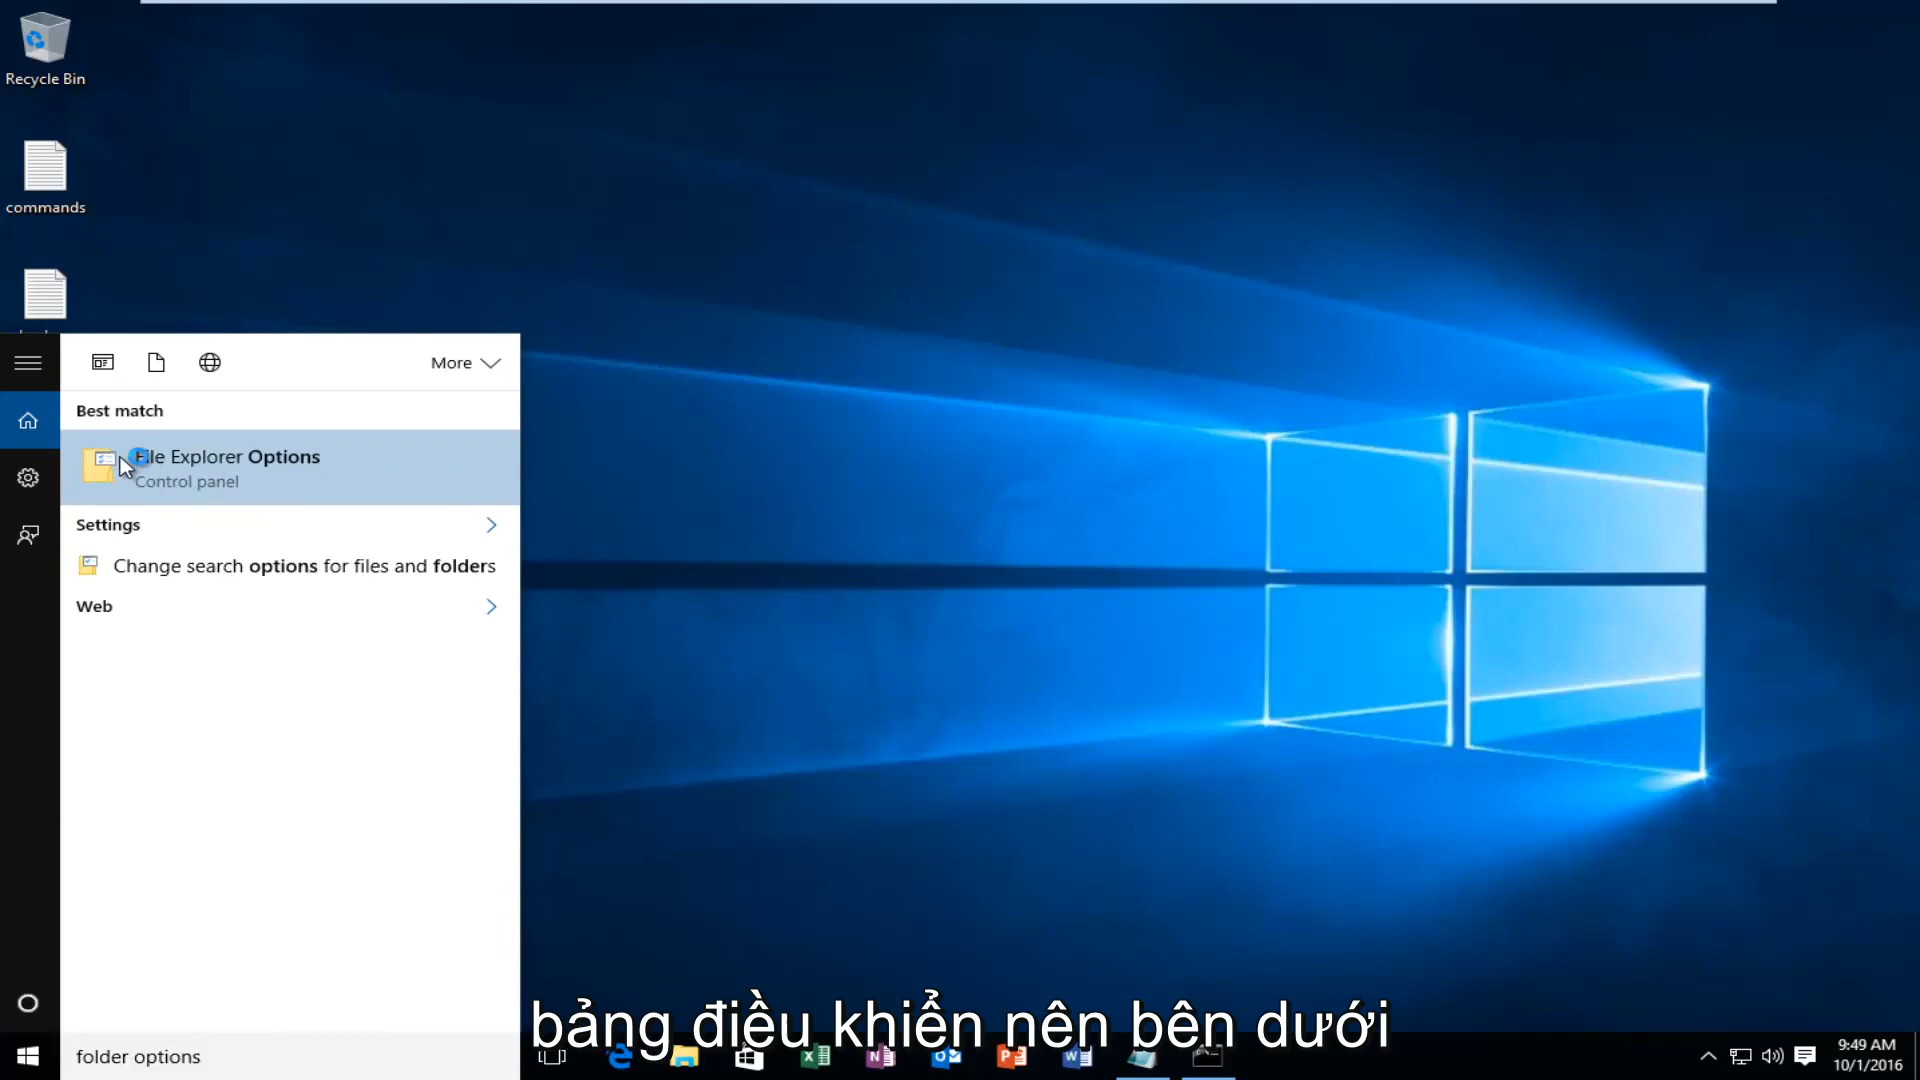 Recycle Bin
commands
More
Best match
File Explorer Options
Control panel
Settings
Change search options for files and folders
Web
bảng điều khiển nên bên dưới
folder options
9:49 AM
10/1/2016